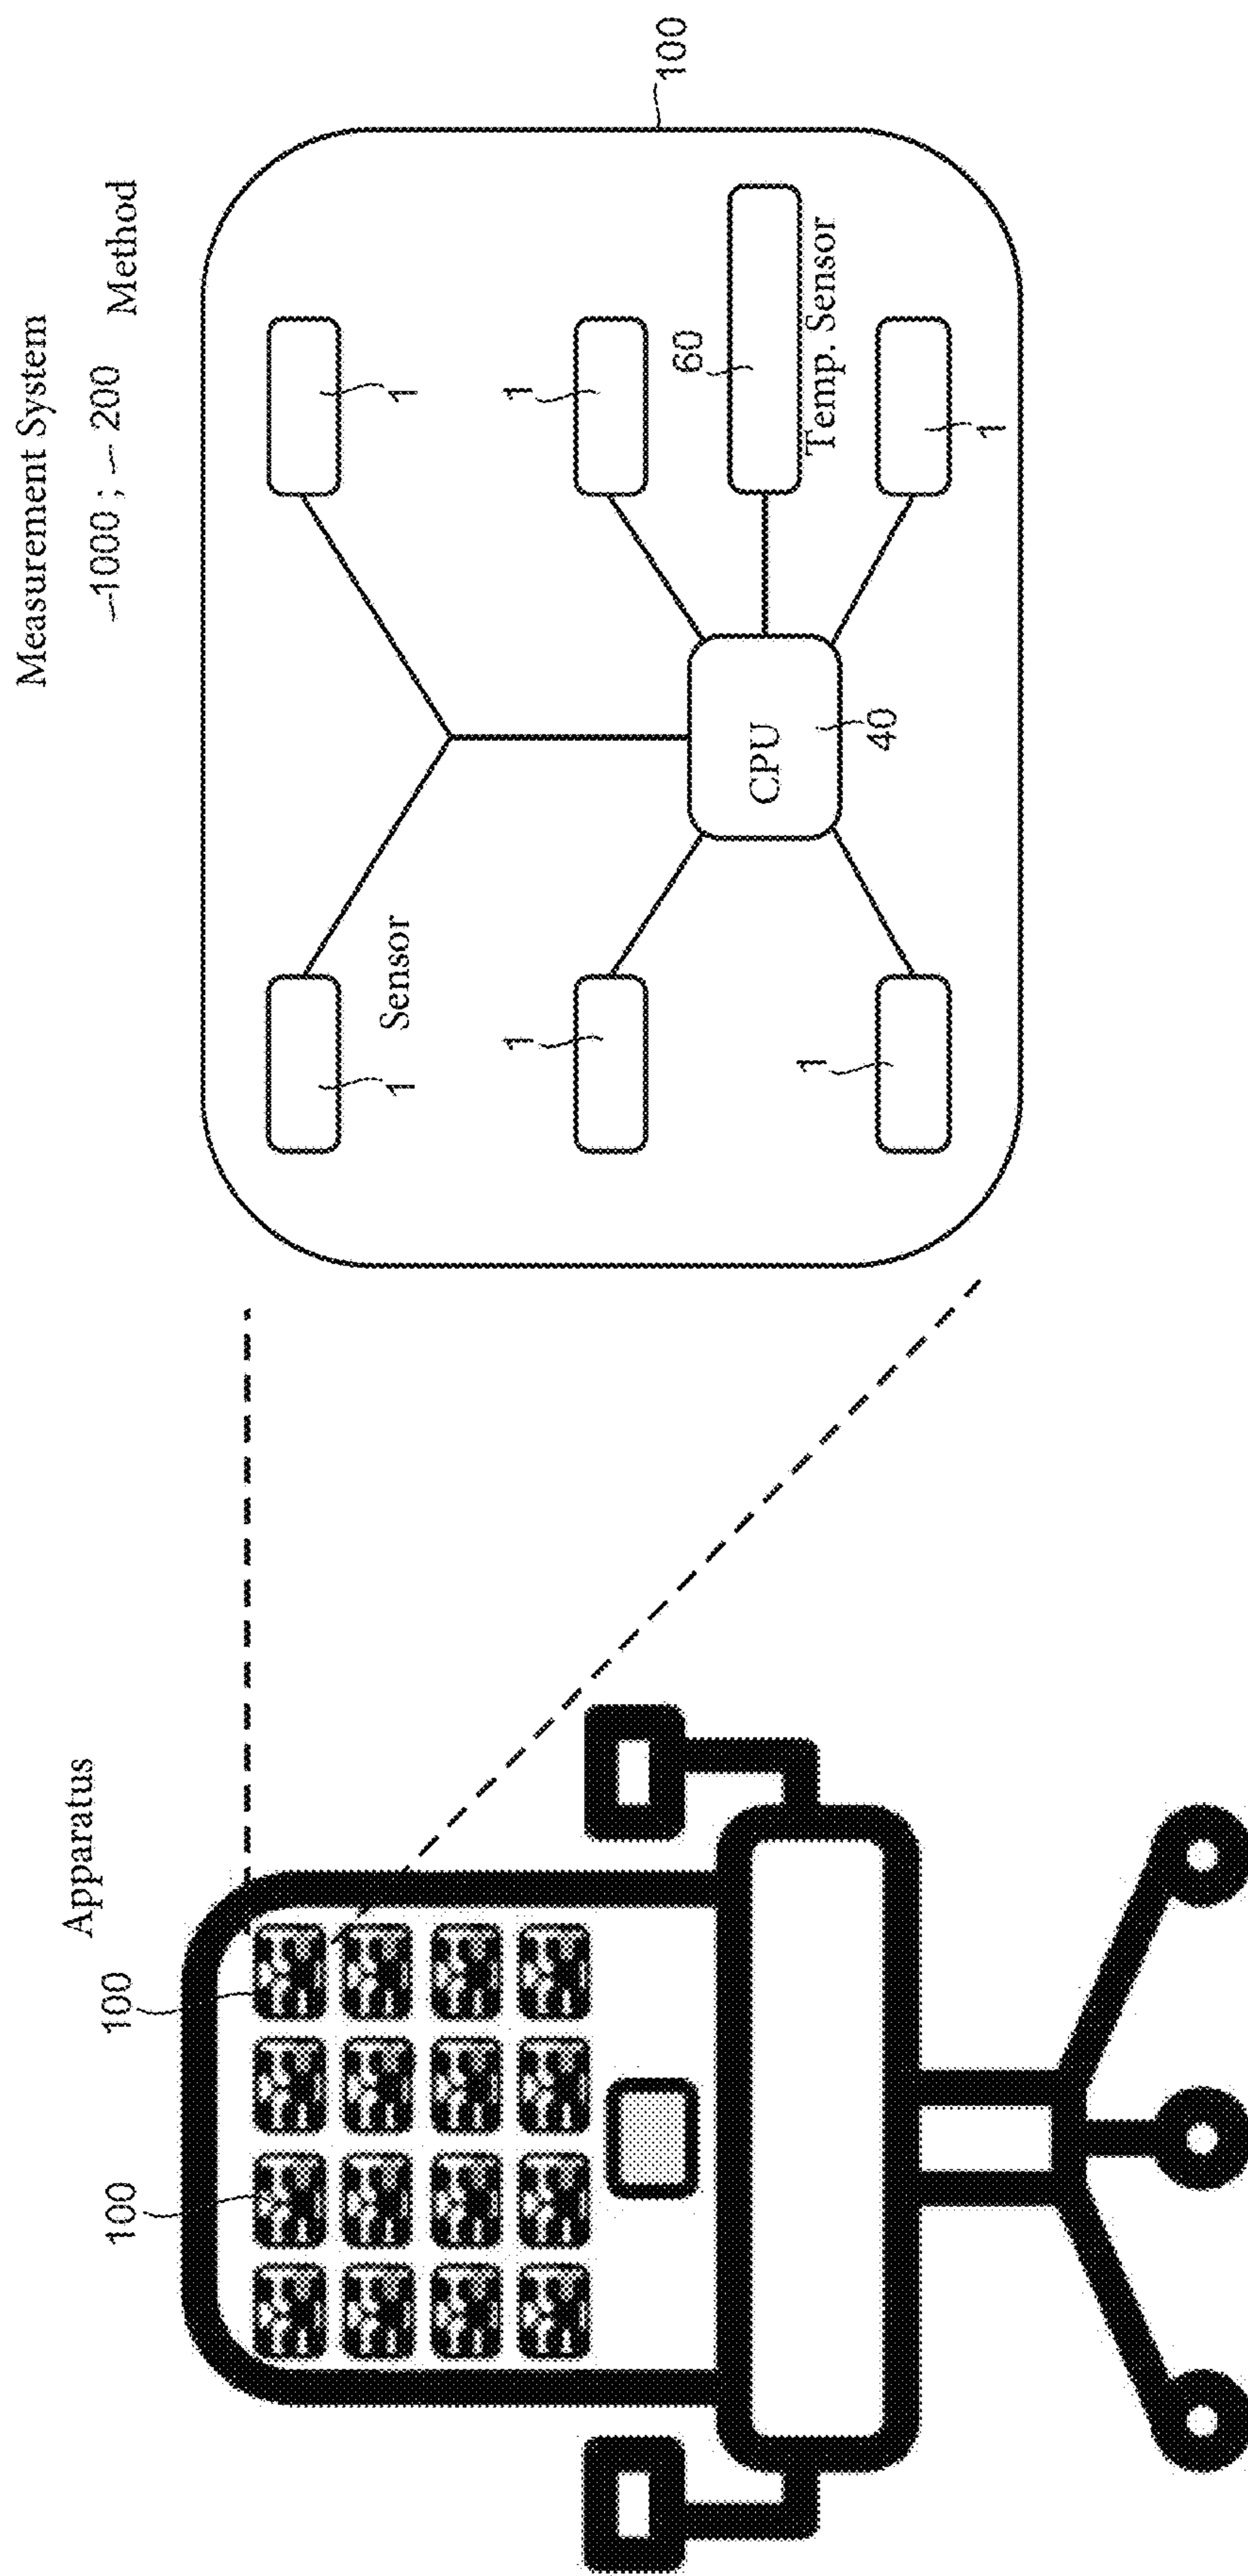 Measurement System
1000 ; 200 Method
100
1
1
Sensor
1
1
60
Temp. Sensor
CPU
40
1
1
Apparatus
100
100